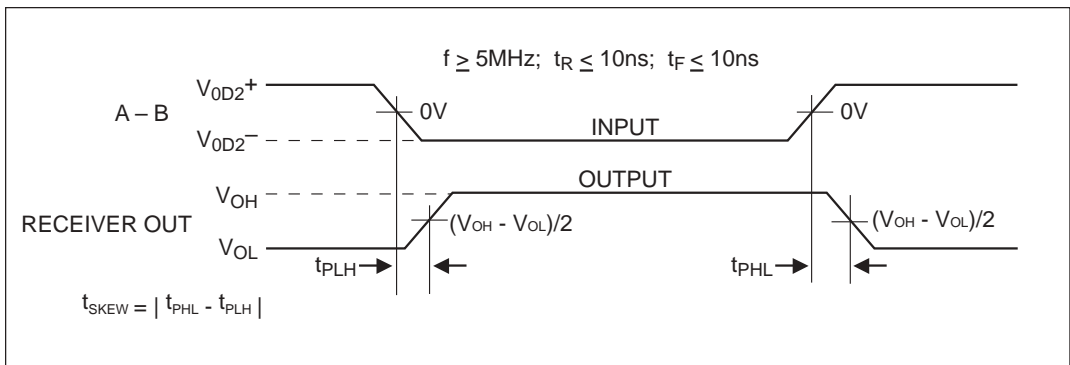 f ≥ 5MHz; tR ≤ 10ns; tF ≤ 10ns
V0D2+
A – B
0V
0V
V0D2–
INPUT
VOH
OUTPUT
RECEIVER OUT
(VOH - VOL)/2
(VOH - VOL)/2
VOL
tPLH
tPHL
tSKEW = | tPHL - tPLH |